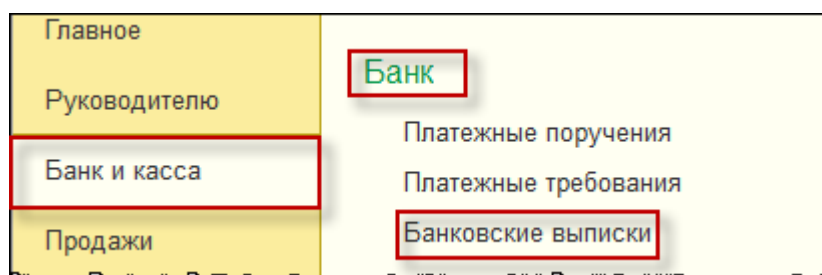 Главное
Руководителю
Банк и касса
Продажи
Банк
Платежные поручения
Платежные требования
Банковские выписки